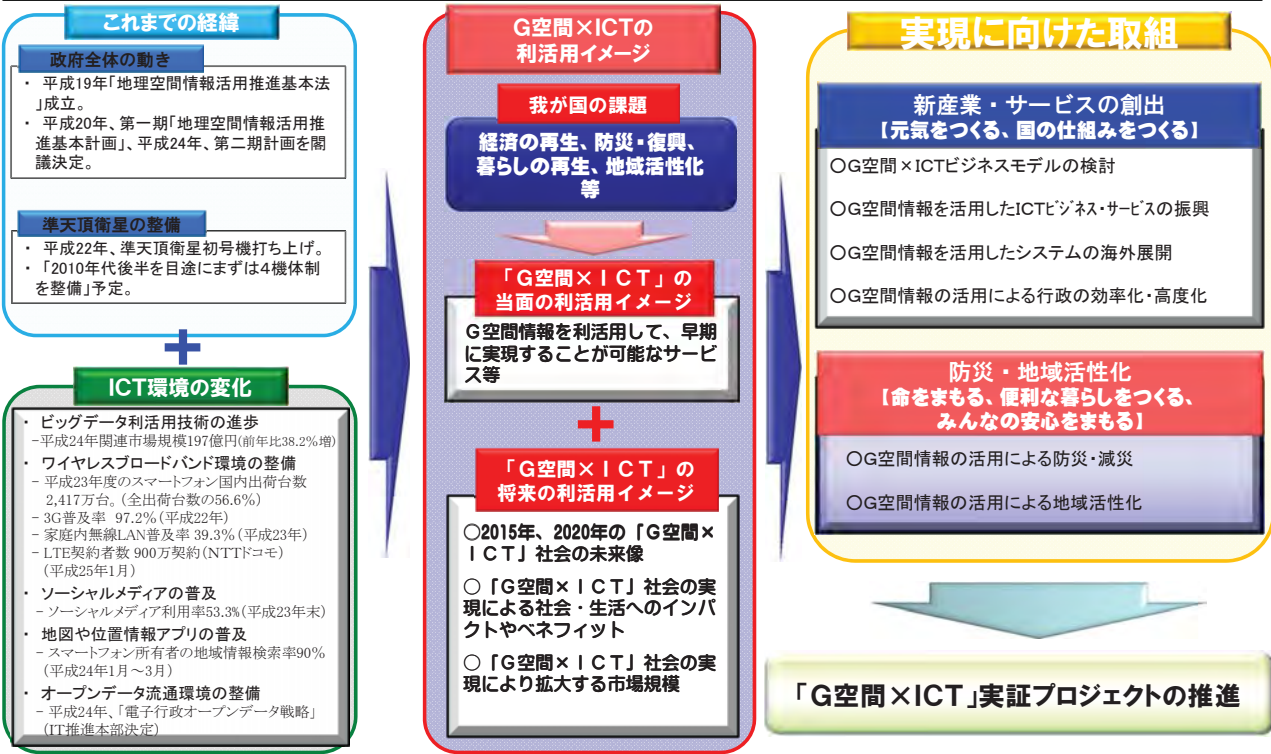 これまでの経緯
政府全体の動き
・ 平成19年「地理空間情報活用推進基本法
」成立。
・ 平成20年、第一期「地理空間情報活用推
進基本計画」、平成24年、第二期計画を閣
議決定。
準天頂衛星の整備
・ 平成22年、準天頂衛星初号機打ち上げ。
・ 「2010年代後半を目途にまずは4機体制
を整備」予定。
+
ICT環境の変化
・ ビッグデータ利活用技術の進歩
－平成24年関連市場規模197億円(前年比38.2%増)
・ ワイヤレスブロードバンド環境の整備
－ 平成23年度のスマートフォン国内出荷台数
2,417万台。（全出荷台数の56.6%）
－ 3G普及率 97.2%(平成22年)
－ 家庭内無線LAN普及率 39.3%(平成23年)
－ LTE契約者数 900万契約(NTTドコモ)
(平成25年1月)
・ ソーシャルメディアの普及
－ ソーシャルメディア利用率53.3%(平成23年末)
・ 地図や位置情報アプリの普及
－ スマートフォン所有者の地域情報検索率90%
(平成24年1月～3月)
・ オープンデータ流通環境の整備
－ 平成24年、「電子行政オープンデータ戦略」
(IT推進本部決定)
G空間×ICTの
利活用イメージ
我が国の課題
経済の再生、防災・復興、
暮らしの再生、地域活性化
等
「G空間×ICT」の
当面の利活用イメージ
G空間情報を利活用して、早期
に実現することが可能なサービ
ス等
+
「G空間×ICT」の
将来の利活用イメージ
○2015年、2020年の「G空間×
ICT」社会の未来像
○「G空間×ICT」社会の実
現による社会・生活へのインパ
クトやベネフィット
○「G空間×ICT」社会の実
現により拡大する市場規模
実現に向けた取組
新産業・サービスの創出
【元気をつくる、国の仕組みをつくる】
○G空間×ICTビジネスモデルの検討
○G空間情報を活用したICTﾋﾞｼﾞﾈｽ・サービスの振興
○G空間情報を活用したシステムの海外展開
○G空間情報の活用による行政の効率化・高度化
防災・地域活性化
【命をまもる、便利な暮らしをつくる、
みんなの安心をまもる】
○G空間情報の活用による防災・減災
○G空間情報の活用による地域活性化
「G空間×ICT」実証プロジェクトの推進